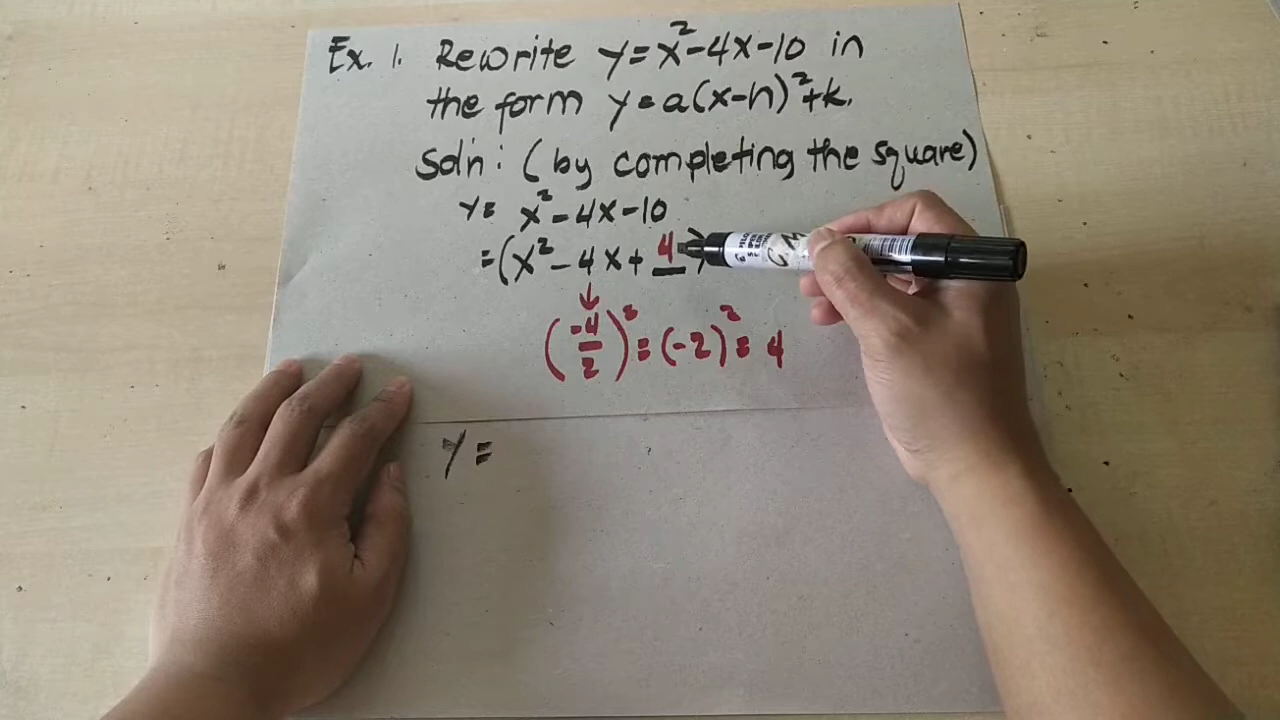 Ex. 1. Rewrite y=x²-4x-10 in
the form y=a(x-h)²+k.
Sol'n: (by completing the square)
y= x²-4x-10
=(x²-4x+4)
↓
(-4/2)²=(-2)²=4
y=